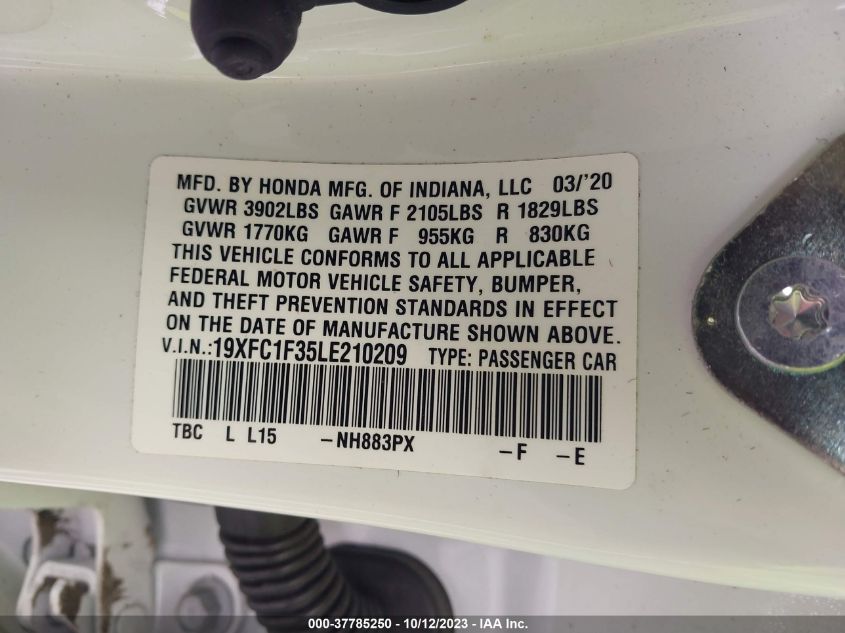 MFD. BY HONDA MFG. OF INDIANA, LLC 03/'20
GVWR 3902LBS GAWR F 2105LBS R 1829LBS
GVWR 1770KG GAWR F 955KG R 830KG
THIS VEHICLE CONFORMS TO ALL APPLICABLE
FEDERAL MOTOR VEHICLE SAFETY, BUMPER,
AND THEFT PREVENTION STANDARDS IN EFFECT
ON THE DATE OF MANUFACTURE SHOWN ABOVE.
V.I.N.:19XFC1F35LE210209 TYPE: PASSENGER CAR
TBC L L15 -NH883PX -F -E
000-37785250 - 10/12/2023 - IAA Inc.